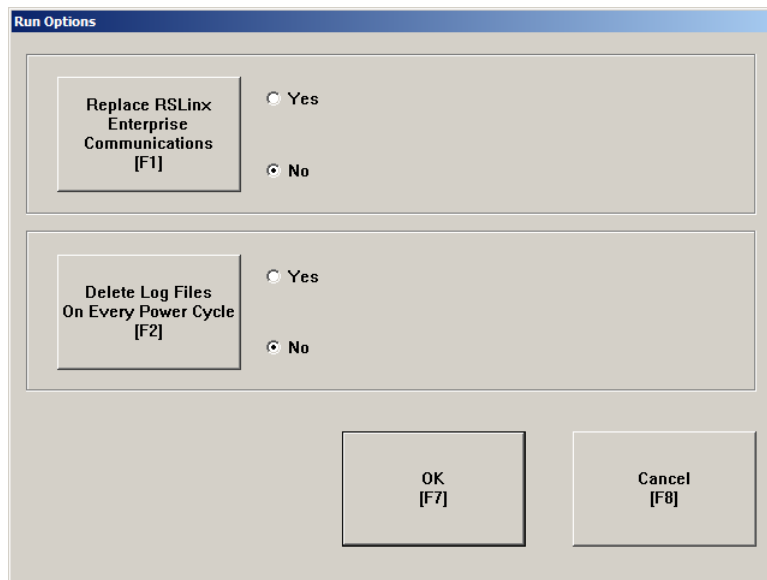 Run Options
Replace RSLinx
Enterprise
Communications
[F1]
Yes
No
Delete Log Files
On Every Power Cycle
[F2]
Yes
No
OK
[F7]
Cancel
[F8]